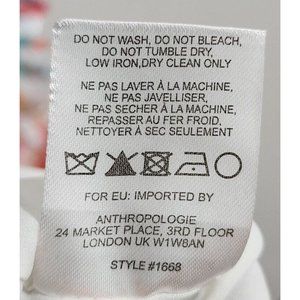 DO NOT WASH, DO NOT BLEACH,
DO NOT TUMBLE DRY,
LOW IRON,DRY CLEAN ONLY
NE PAS LAVER À LA MACHINE,
NE PAS JAVELLISER,
NE PAS SECHER À LA MACHINE,
REPASSER AU FER FROID,
NETTOYER À SEC SEULEMENT
FOR EU: IMPORTED BY
ANTHROPOLOGIE
24 MARKET PLACE, 3RD FLOOR
LONDON UK W1W8AN
STYLE #1668